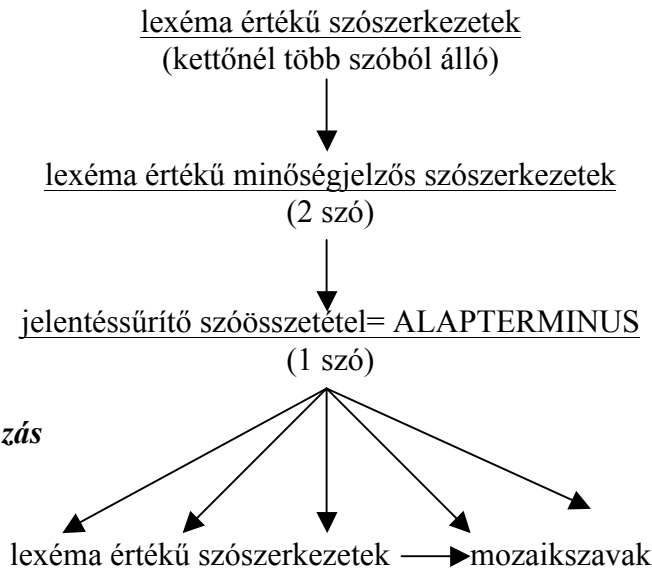 lexéma értékű szószerkezetek
(kettőnél több szóból álló)
lexéma értékű minőségjelzős szószerkezetek
(2 szó)
jelentéssűrítő szóösszetétel= ALAPTERMINUS
(1 szó)
zás
lexéma értékű szószerkezetek mozaikszavak